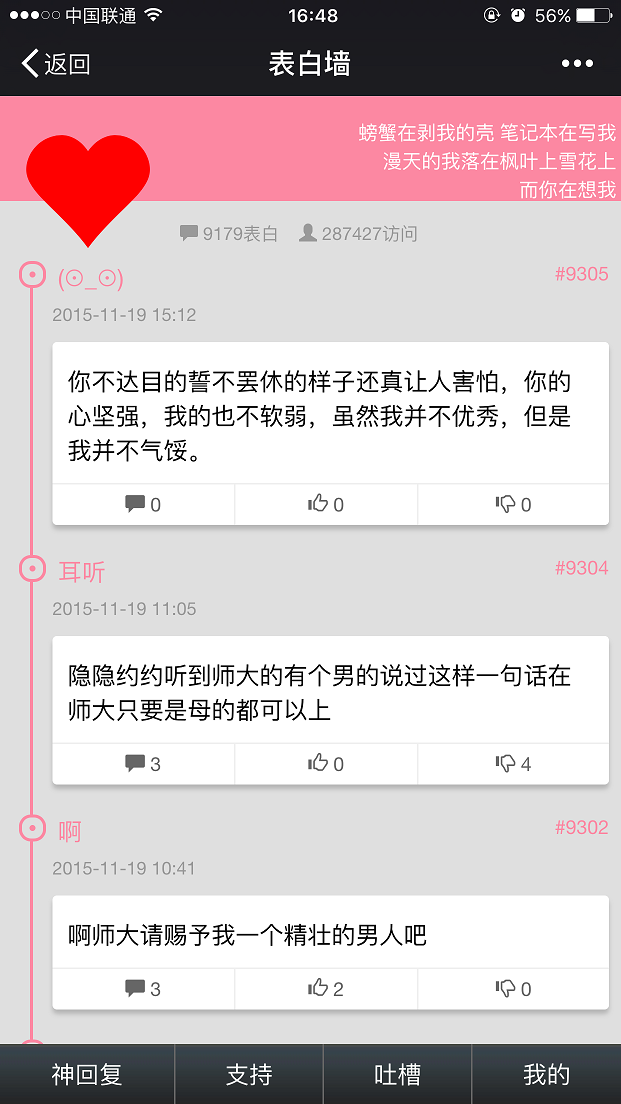 中国联通 16:48 56%
返回 表白墙
螃蟹在剥我的壳 笔记本在写我
漫天的我落在枫叶上雪花上
而你在想我
9179表白 287427访问
(⊙_⊙) #9305
2015-11-19 15:12
你不达目的誓不罢休的样子还真让人害怕，你的
心坚强，我的也不软弱，虽然我并不优秀，但是
我并不气馁。
0 0 0
耳听 #9304
2015-11-19 11:05
隐隐约约听到师大的有个男的说过这样一句话在
师大只要是母的都可以上
3 0 4
啊 #9302
2015-11-19 10:41
啊师大请赐予我一个精壮的男人吧
3 2 0
神回复 支持 吐槽 我的